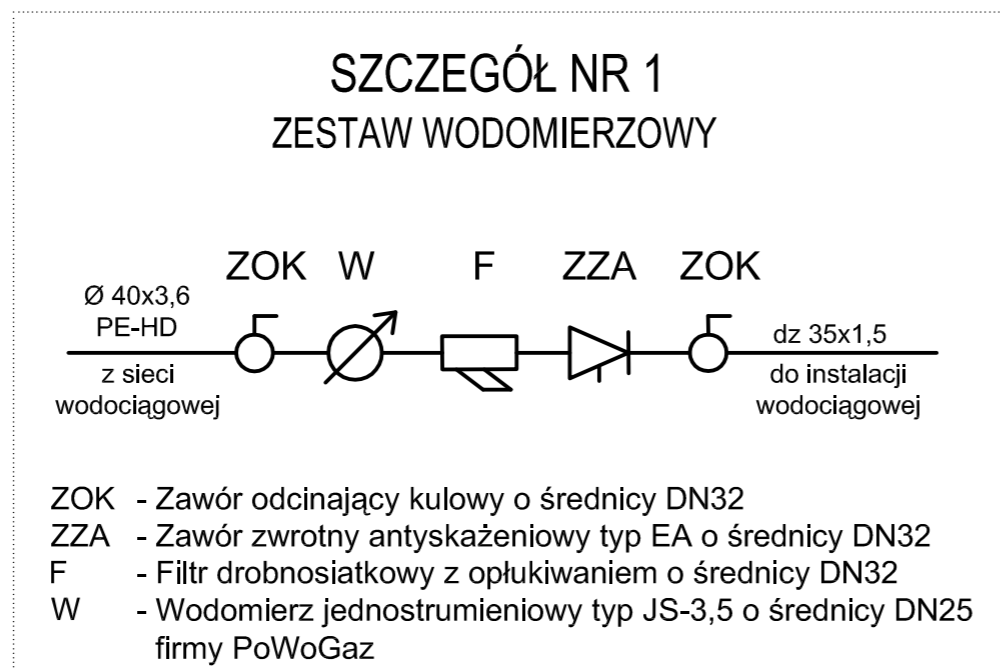 SZCZEGÓŁ NR 1
ZESTAW WODOMIERZOWY
ZOK W F ZZA ZOK
Ø 40x3,6
PE-HD
z sieci
wodociągowej
dz 35x1,5
do instalacji
wodociągowej
ZOK - Zawór odcinający kulowy o średnicy DN32
ZZA - Zawór zwrotny antyskażeniowy typ EA o średnicy DN32
F - Filtr drobnosiatkowy z opłukiwaniem o średnicy DN32
W - Wodomierz jednostrumieniowy typ JS-3,5 o średnicy DN25
firmy PoWoGaz